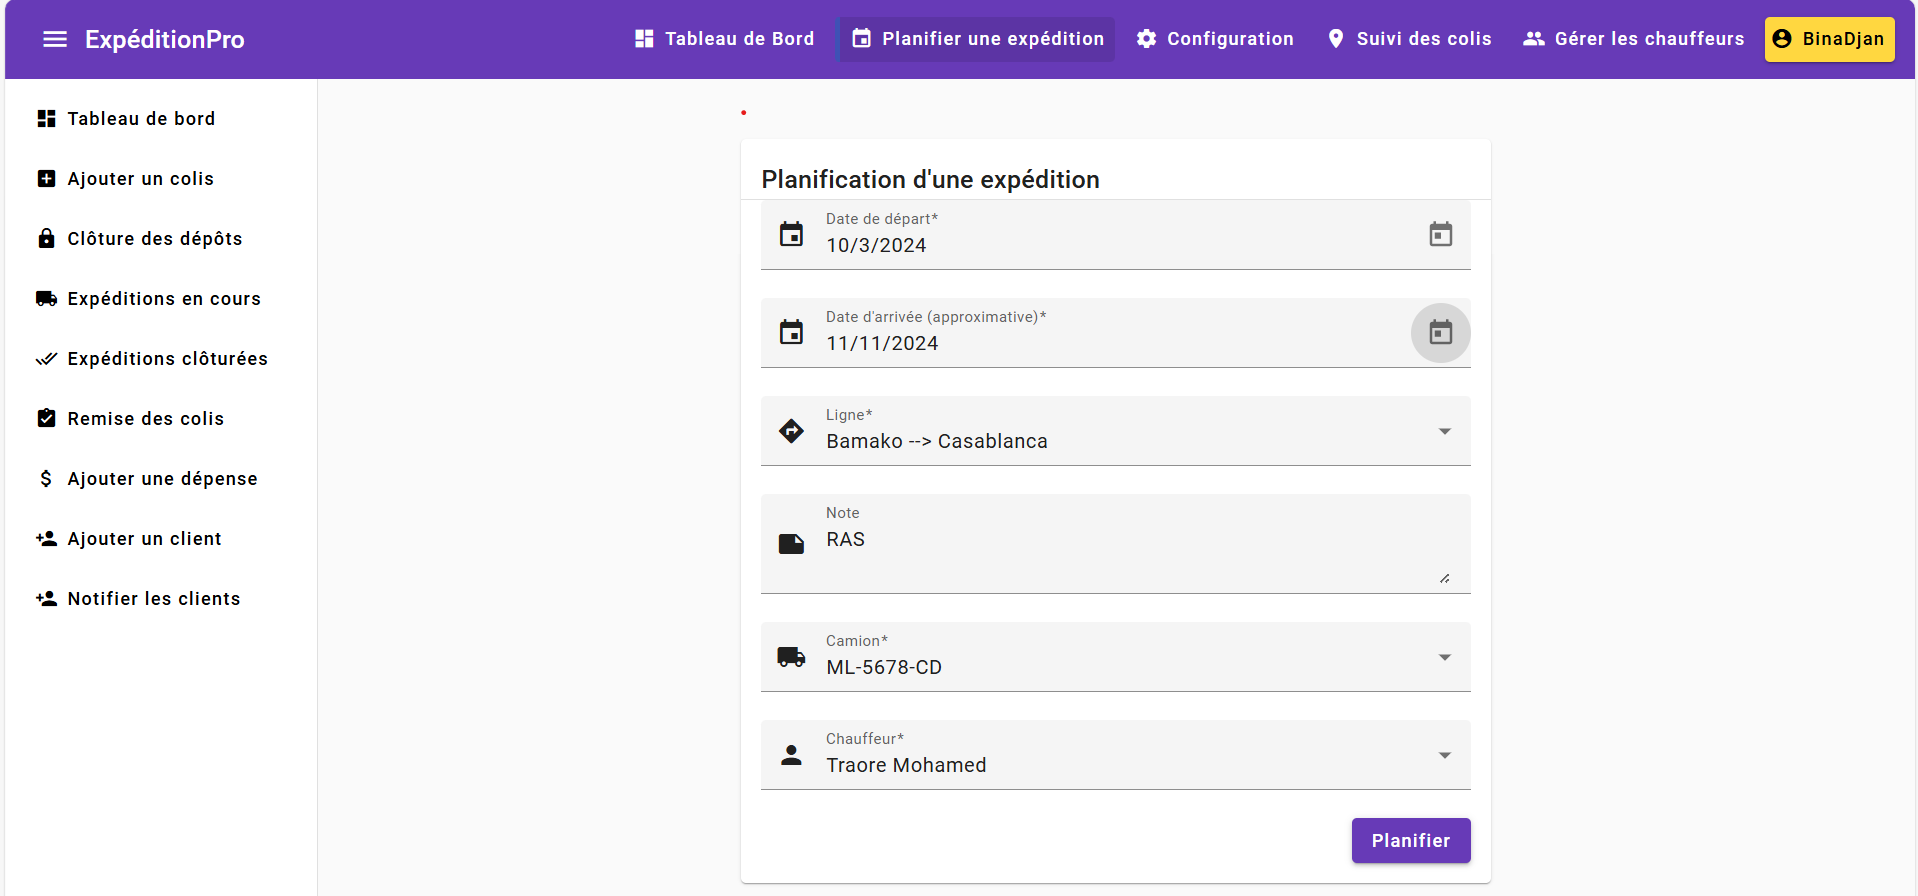 ExpéditionPro
Tableau de Bord
Planifier une expédition
Configuration
Suivi des colis
Gérer les chauffeurs
BinaDjan
Tableau de bord
Ajouter un colis
Clôture des dépôts
Expéditions en cours
Expéditions clôturées
Remise des colis
Ajouter une dépense
Ajouter un client
Notifier les clients
Planification d'une expédition
Date de départ*
10/3/2024
Date d'arrivée (approximative)*
11/11/2024
Ligne*
Bamako --> Casablanca
Note
RAS
Camion*
ML-5678-CD
Chauffeur*
Traore Mohamed
Planifier